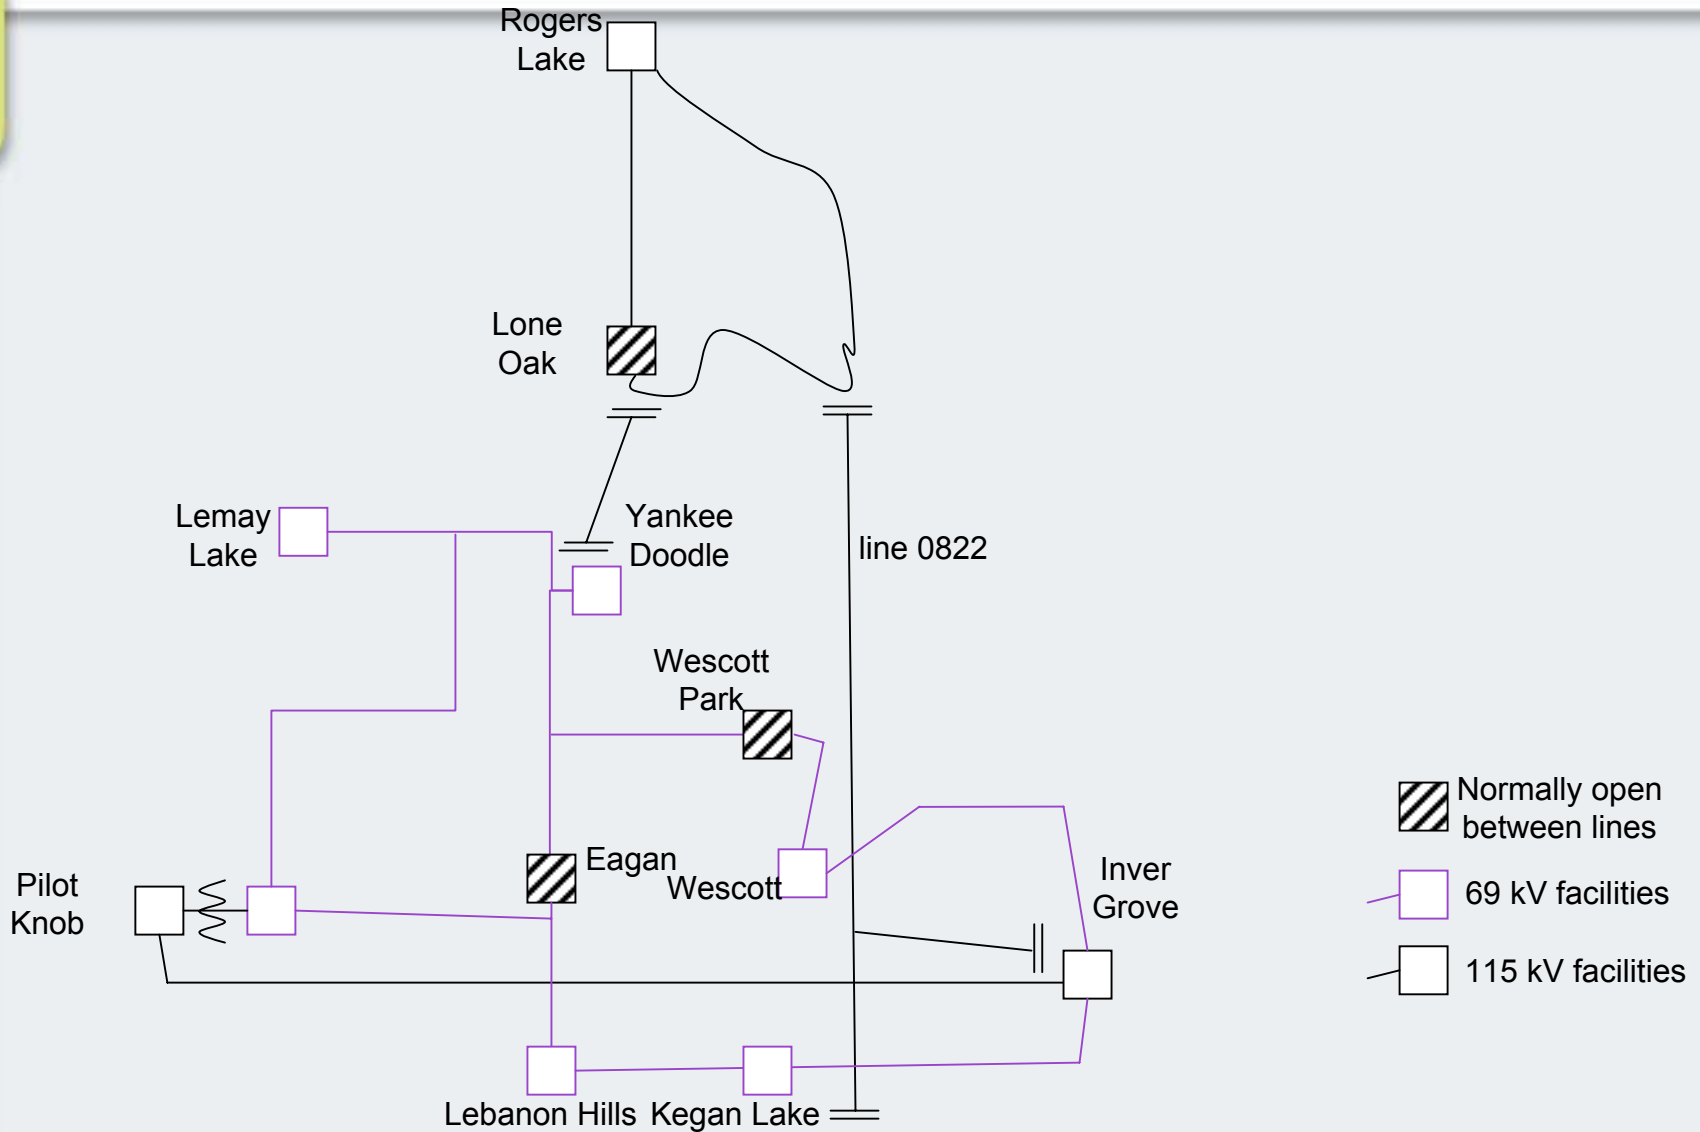 Rogers
Lake
Lone
Oak
Lemay
Lake
Yankee
Doodle
line 0822
Wescott
Park
Eagan
Wescott
Pilot
Knob
Inver
Grove
Lebanon Hills
Kegan Lake
Normally open
between lines
69 kV facilities
115 kV facilities